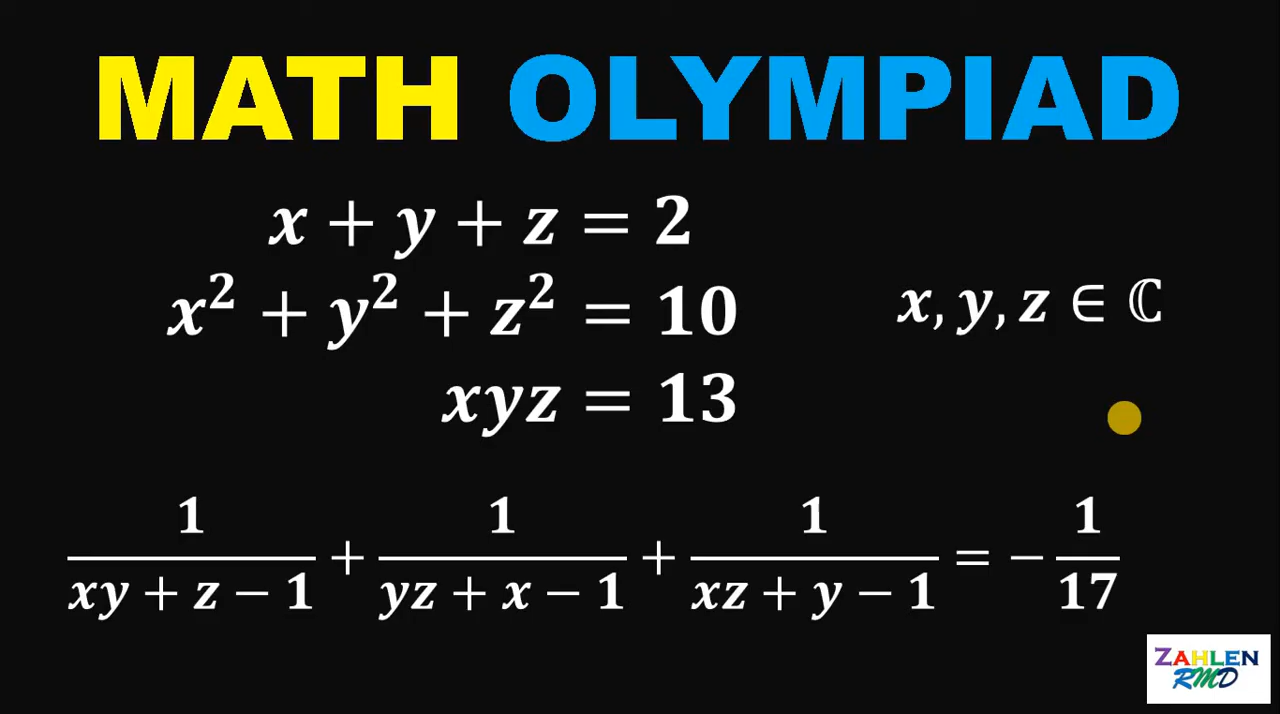 MATH OLYMPIAD
x + y + z = 2
x² + y² + z² = 10
x, y, z ∈ ℂ
xyz = 13
1/(xy + z − 1) + 1/(yz + x − 1) + 1/(xz + y − 1) = − 1/17
ZAHLEN
RMD